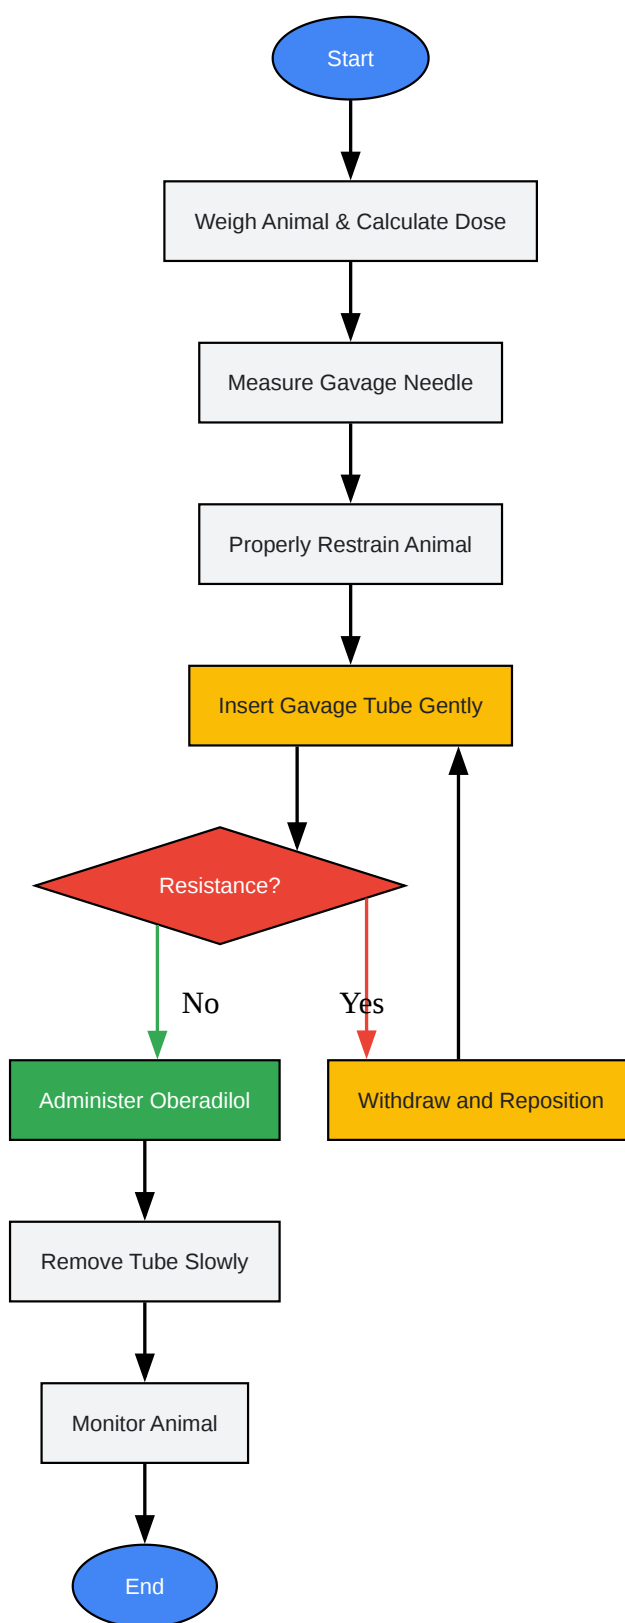 Start
Weigh Animal & Calculate Dose
Measure Gavage Needle
Properly Restrain Animal
Insert Gavage Tube Gently
Resistance?
No
Yes
Administer Oberadilol
Withdraw and Reposition
Remove Tube Slowly
Monitor Animal
End